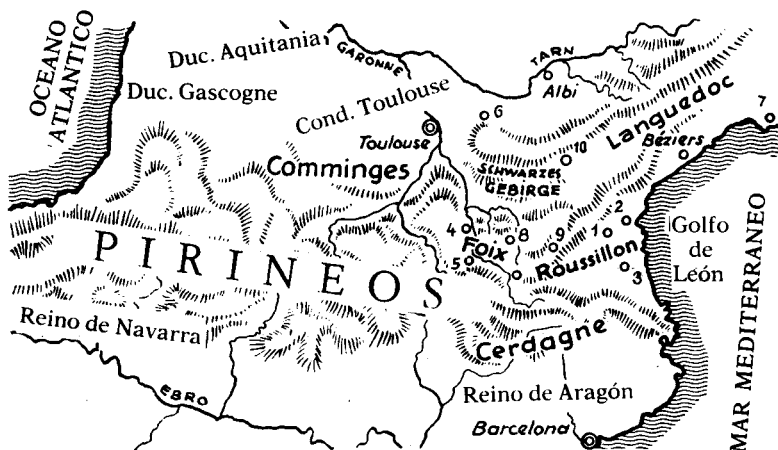 OCEANO
ATLANTICO
Duc. Aquitania
GARONNE
TARN
Albi
Duc. Gascogne
Cond. Toulouse
6
Languedoc
7
Toulouse
Béziers
10
Comminges
SCHWARZES
GEBIRGE
4
8
9
1
2
Golfo
de
León
Foix
5
Roussillon
3
PIRINEOS
MAR MEDITERRANEO
Reino de Navarra
Cerdagne
EBRO
Reino de Aragón
Barcelona